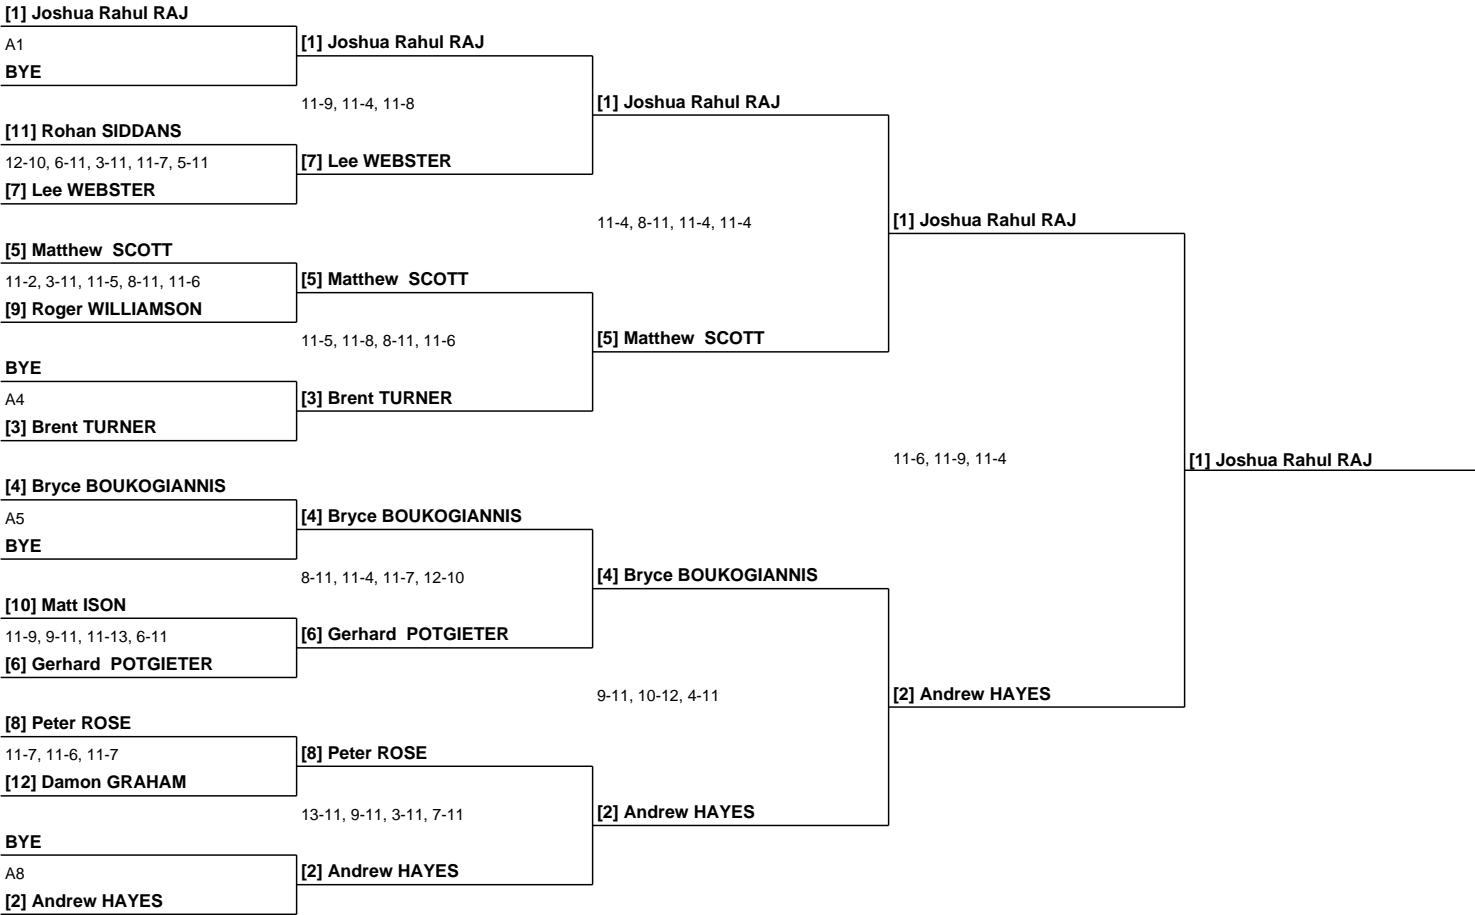 [1] Joshua Rahul RAJ
A1
BYE
[11] Rohan SIDDANS
12-10, 6-11, 3-11, 11-7, 5-11
[7] Lee WEBSTER
[5] Matthew  SCOTT
11-2, 3-11, 11-5, 8-11, 11-6
[9] Roger WILLIAMSON
BYE
A4
[3] Brent TURNER
[4] Bryce BOUKOGIANNIS
A5
BYE
[10] Matt ISON
11-9, 9-11, 11-13, 6-11
[6] Gerhard  POTGIETER
[8] Peter ROSE
11-7, 11-6, 11-7
[12] Damon GRAHAM
BYE
A8
[2] Andrew HAYES
[1] Joshua Rahul RAJ
11-9, 11-4, 11-8
[7] Lee WEBSTER
[5] Matthew  SCOTT
11-5, 11-8, 8-11, 11-6
[3] Brent TURNER
[4] Bryce BOUKOGIANNIS
8-11, 11-4, 11-7, 12-10
[6] Gerhard  POTGIETER
[8] Peter ROSE
13-11, 9-11, 3-11, 7-11
[2] Andrew HAYES
[1] Joshua Rahul RAJ
11-4, 8-11, 11-4, 11-4
[5] Matthew  SCOTT
[4] Bryce BOUKOGIANNIS
9-11, 10-12, 4-11
[2] Andrew HAYES
[1] Joshua Rahul RAJ
11-6, 11-9, 11-4
[2] Andrew HAYES
[1] Joshua Rahul RAJ